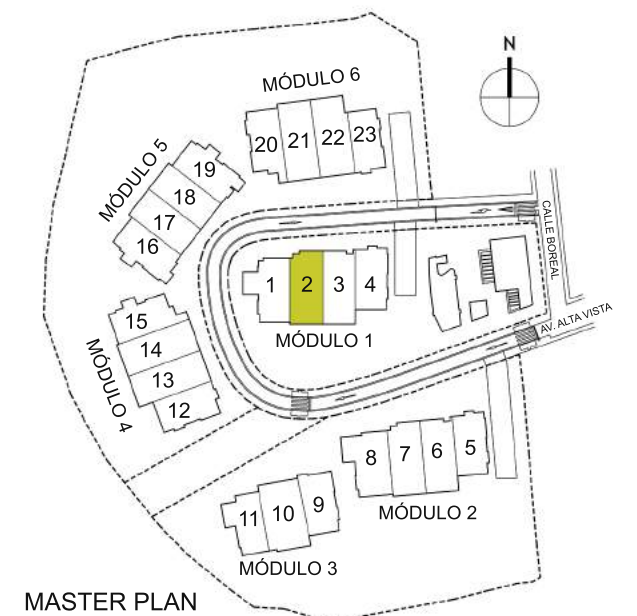 N
MÓDULO 6
20 21 22 23
MÓDULO 5
19
18
17
16
CALLE BOREAL
1 2 3 4
MÓDULO 1
AV. ALTA VISTA
15
14
13
12
MÓDULO 4
8 7 6 5
MÓDULO 2
11 10 9
MÓDULO 3
MASTER PLAN